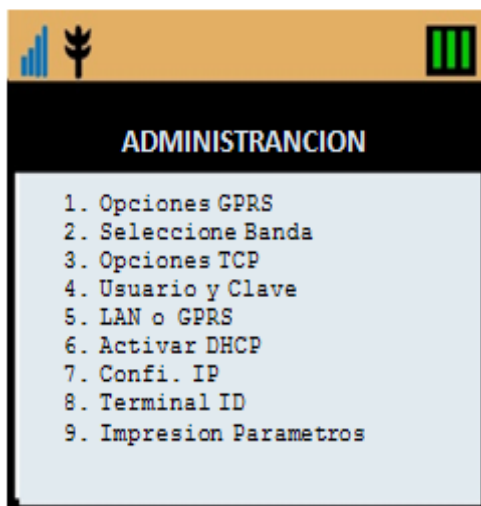 ADMINISTRANCION
1. Opciones GPRS
2. Seleccione Banda
3. Opciones TCP
4. Usuario y Clave
5. LAN o GPRS
6. Activar DHCP
7. Confi. IP
8. Terminal ID
9. Impresion Parametros